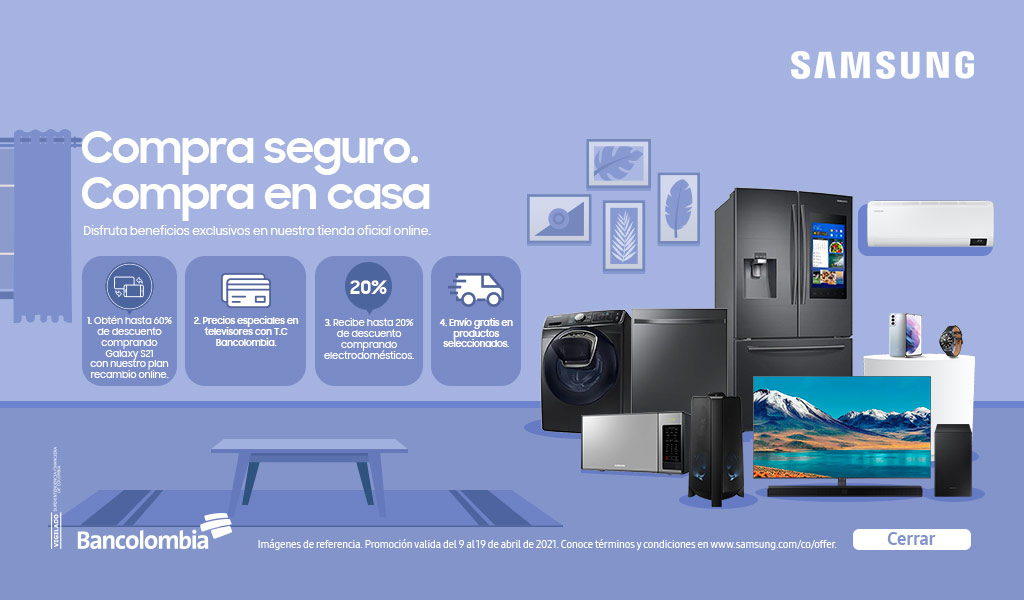 SAMSUNG
Compra seguro.
Compra en casa
Disfruta beneficios exclusivos en nuestra tienda oficial online.
1. Obtén hasta 60%
de descuento
comprando
Galaxy S21
con nuestro plan
recambio online.
2. Precios especiales en
televisores con T.C
Bancolombia.
20%
3. Recibe hasta 20%
de descuento
comprando
electrodomésticos.
4. Envío gratis en
productos
seleccionados.
VIGILADO
Bancolombia
Imágenes de referencia. Promoción valida del 9 al 19 de abril de 2021. Conoce términos y condiciones en www.samsung.com/co/offer.
Cerrar